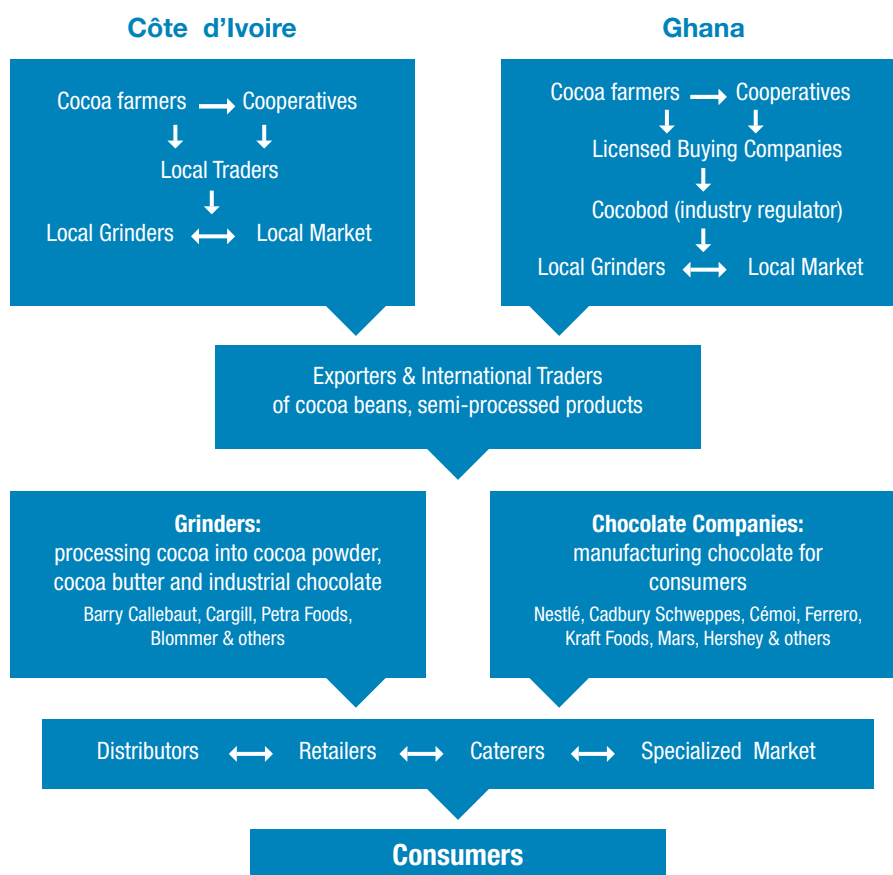 Côte d'Ivoire
Cocoa farmers → Cooperatives
↓ ↓
Local Traders
↓
Local Grinders ↔ Local Market
Ghana
Cocoa farmers → Cooperatives
↓ ↓
Licensed Buying Companies
↓
Cocobod (industry regulator)
↓
Local Grinders ↔ Local Market
Exporters & International Traders
of cocoa beans, semi-processed products
Grinders:
processing cocoa into cocoa powder,
cocoa butter and industrial chocolate
Barry Callebaut, Cargill, Petra Foods,
Blommer & others
Chocolate Companies:
manufacturing chocolate for
consumers
Nestlé, Cadbury Schweppes, Cémoi, Ferrero,
Kraft Foods, Mars, Hershey & others
Distributors ↔ Retailers ↔ Caterers ↔ Specialized Market
Consumers